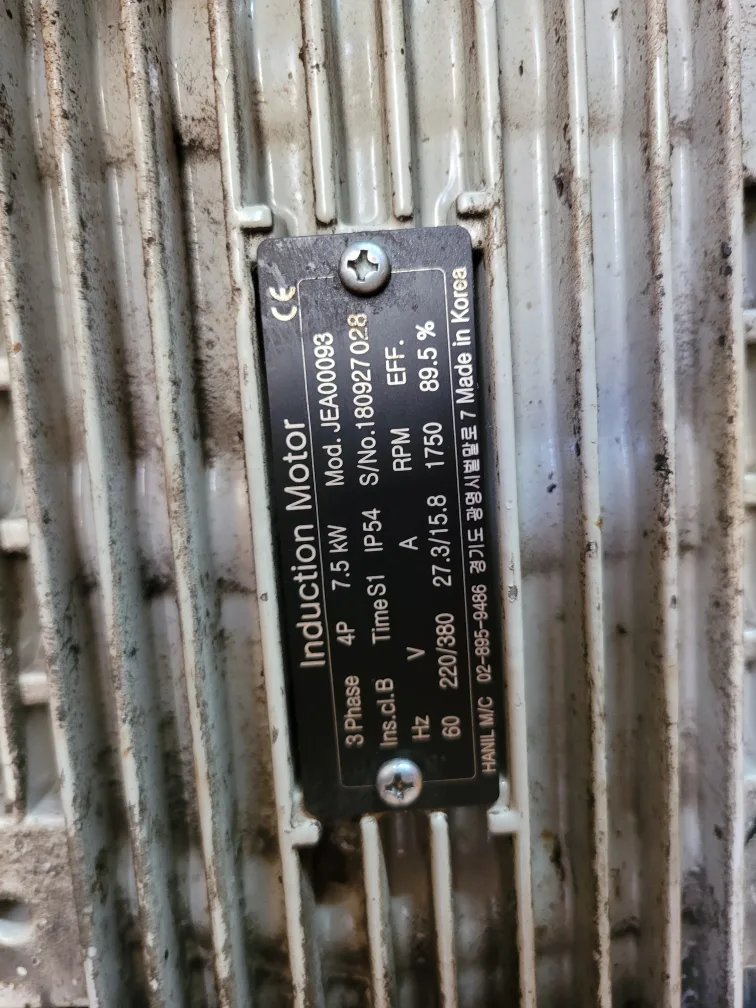 CE
Induction Motor
3 Phase 4P 7.5 kW Mod. JEA00093
Ins.cl.B Time S1 IP54 S/No.180927028
Hz V A RPM EFF.
60 220/380 27.3/15.8 1750 89.5 %
HANIL M/C 02-895-9486 경기도 광명시벌말로 7 Made in Korea